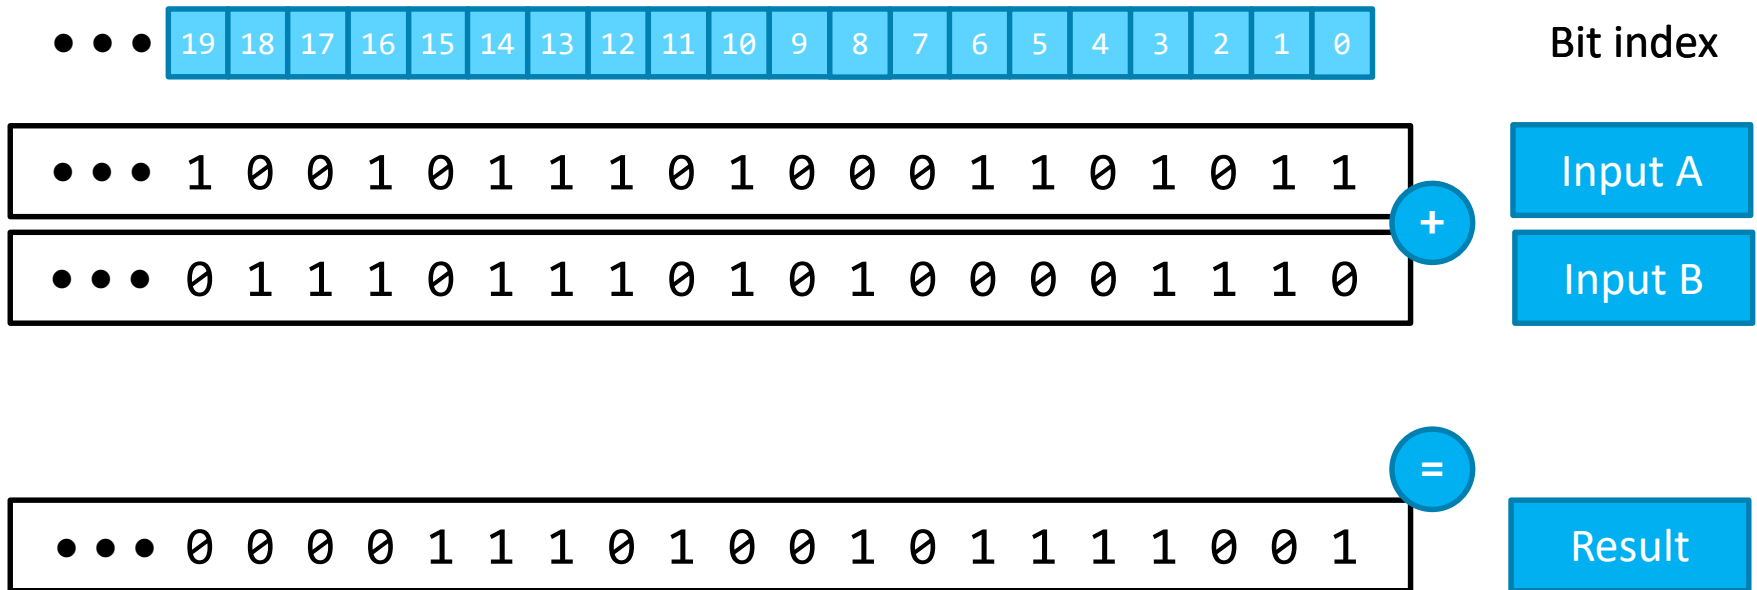 ••• 19 18 17 16 15 14 13 12 11 10 9 8 7 6 5 4 3 2 1 0 Bit index
••• 1 0 0 1 0 1 1 1 0 1 0 0 0 1 1 0 1 0 1 1 Input A
+
••• 0 1 1 1 0 1 1 1 0 1 0 1 0 0 0 0 1 1 1 0 Input B
=
••• 0 0 0 0 1 1 1 0 1 0 0 1 0 1 1 1 1 0 0 1 Result